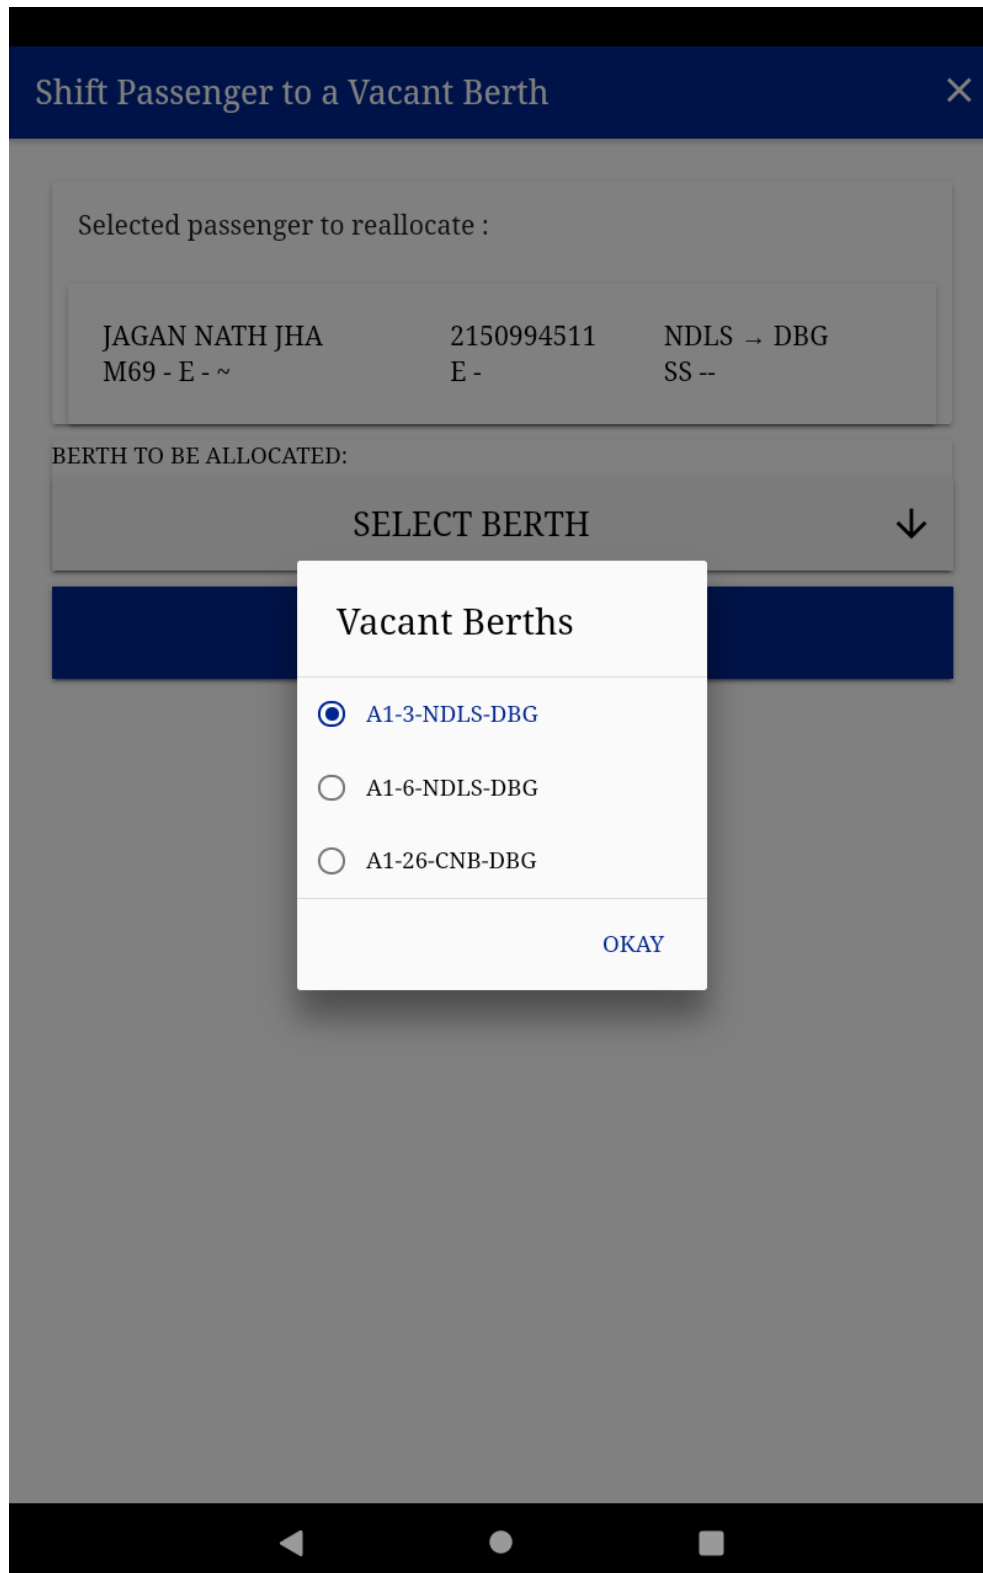 Shift Passenger to a Vacant Berth
Selected passenger to reallocate :
JAGAN NATH JHA 2150994511 NDLS → DBG
M69 - E - ~ E - SS --
BERTH TO BE ALLOCATED:
SELECT BERTH
Vacant Berths
A1-3-NDLS-DBG
A1-6-NDLS-DBG
A1-26-CNB-DBG
OKAY